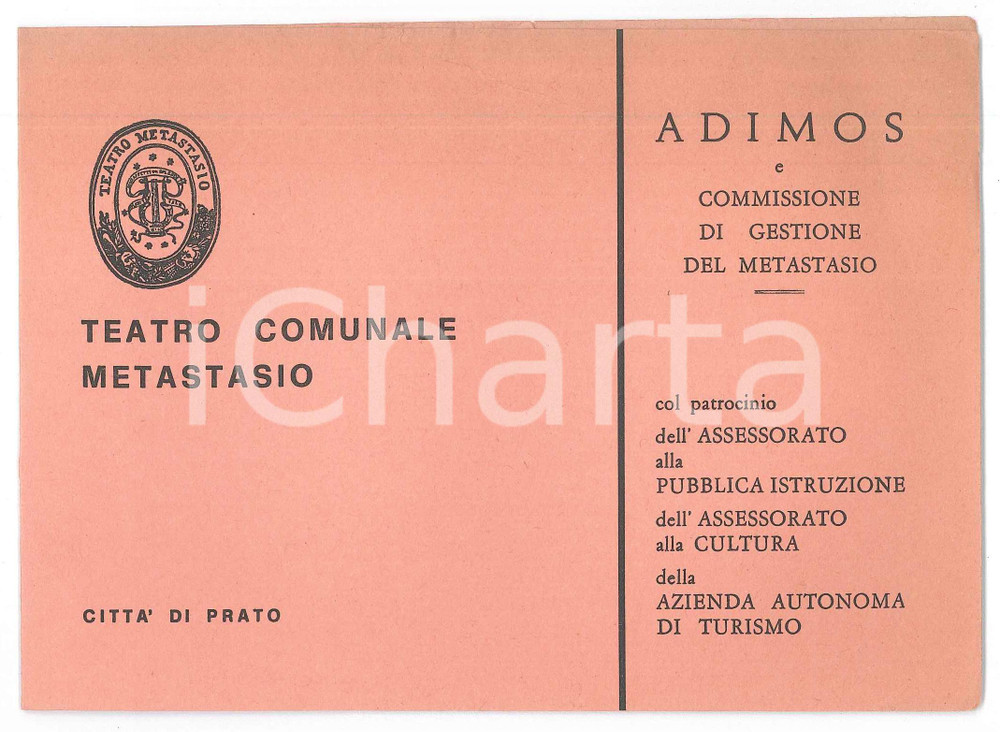 TEATRO METASTASIO
TEATRO COMUNALE
METASTASIO
CITTA' DI PRATO
ADIMOS
e
COMMISSIONE
DI GESTIONE
DEL METASTASIO
col patrocinio
dell' ASSESSORATO
alla
PUBBLICA ISTRUZIONE
dell' ASSESSORATO
alla CULTURA
della
AZIENDA AUTONOMA
DI TURISMO
iCharta